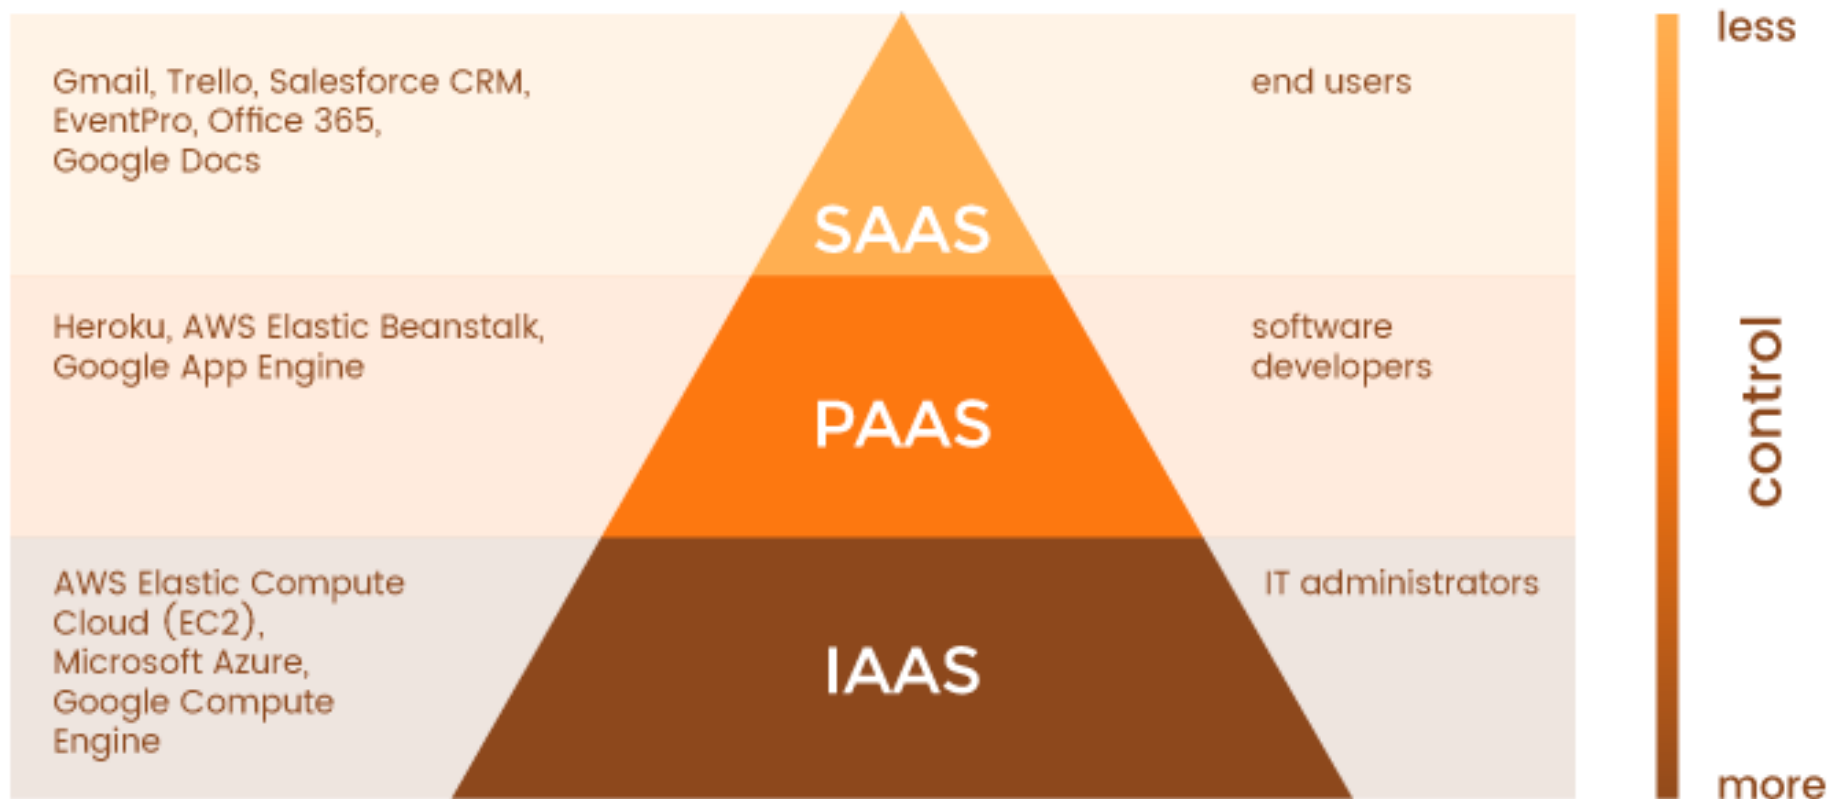 Gmail, Trello, Salesforce CRM,
EventPro, Office 365,
Google Docs
SAAS
end users
Heroku, AWS Elastic Beanstalk,
Google App Engine
PAAS
software
developers
AWS Elastic Compute
Cloud (EC2),
Microsoft Azure,
Google Compute
Engine
IAAS
IT administrators
less
control
more